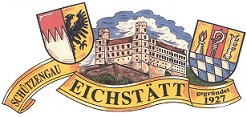 SCHÜTZENGAU
EICHSTÄTT
gegründet
1927